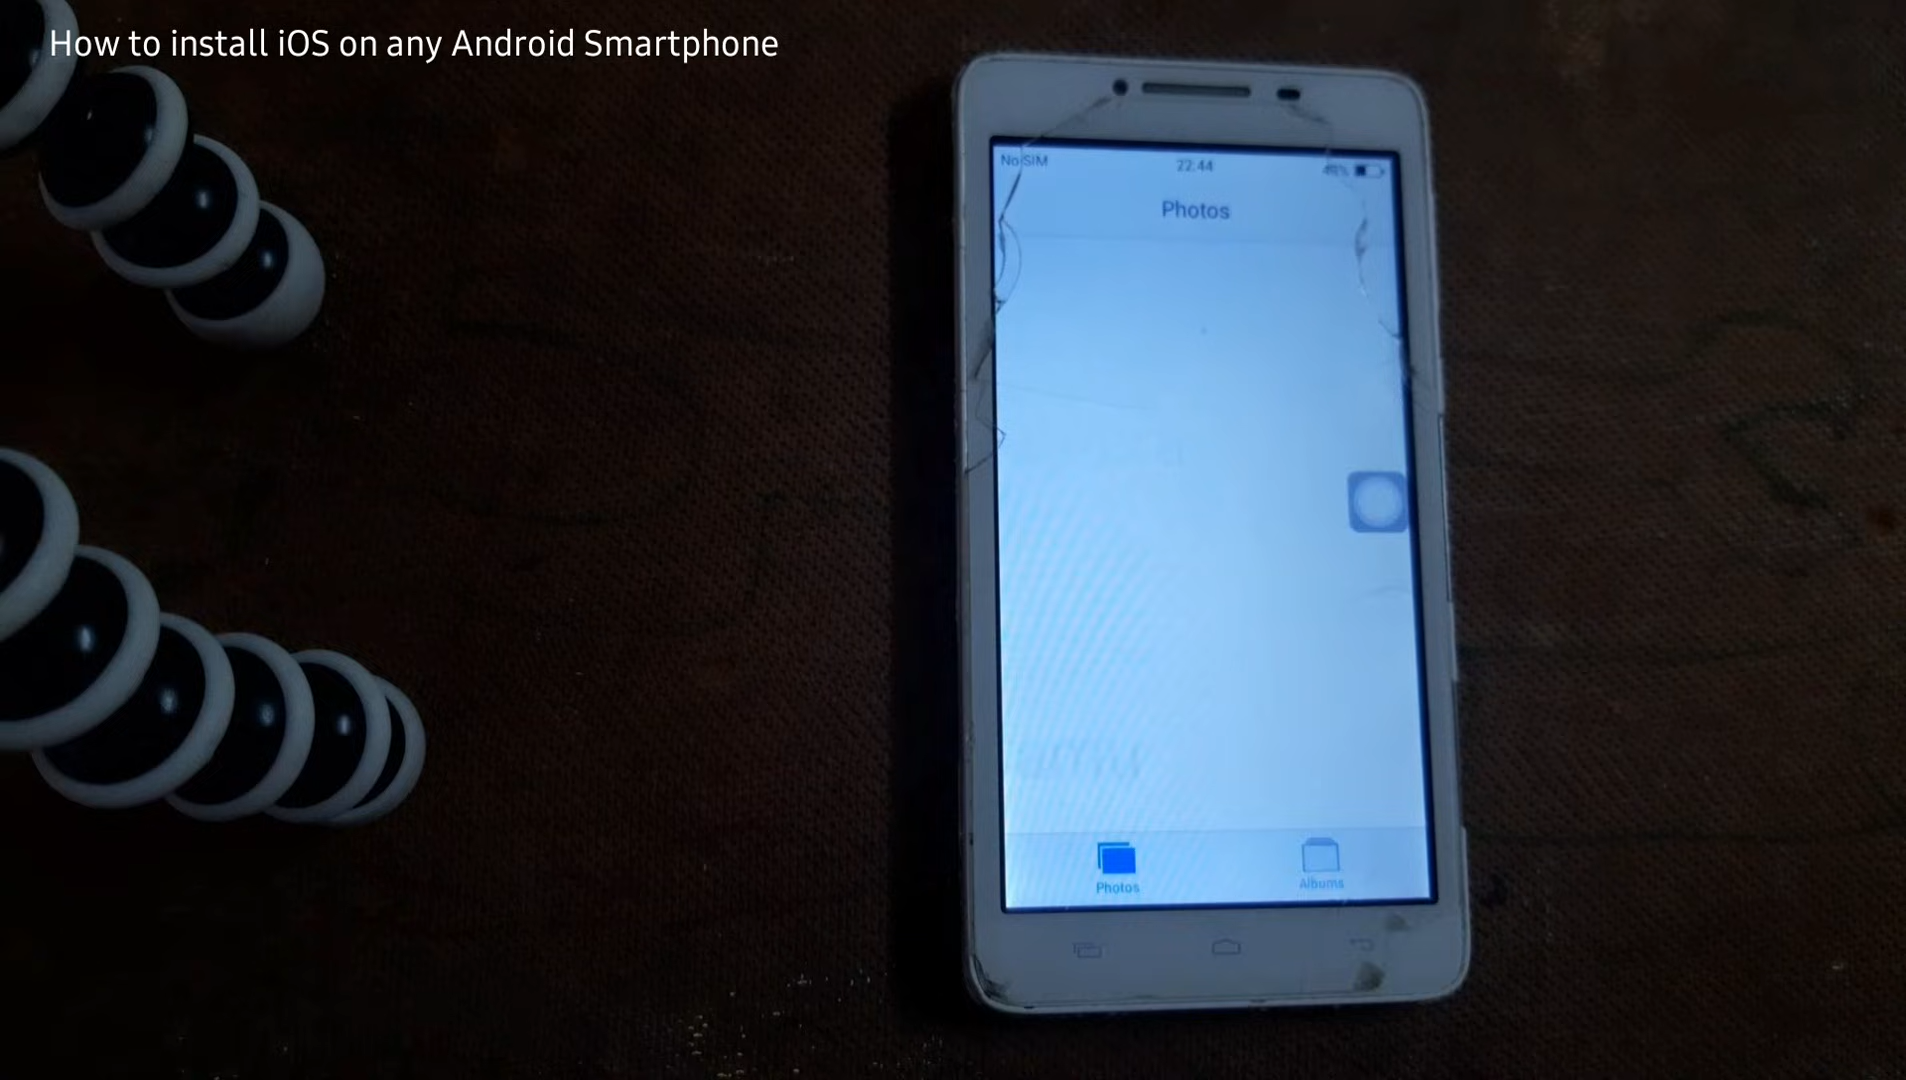 How to install iOS on any Android Smartphone
No SIM
22:44
Photos
Photos
Albums